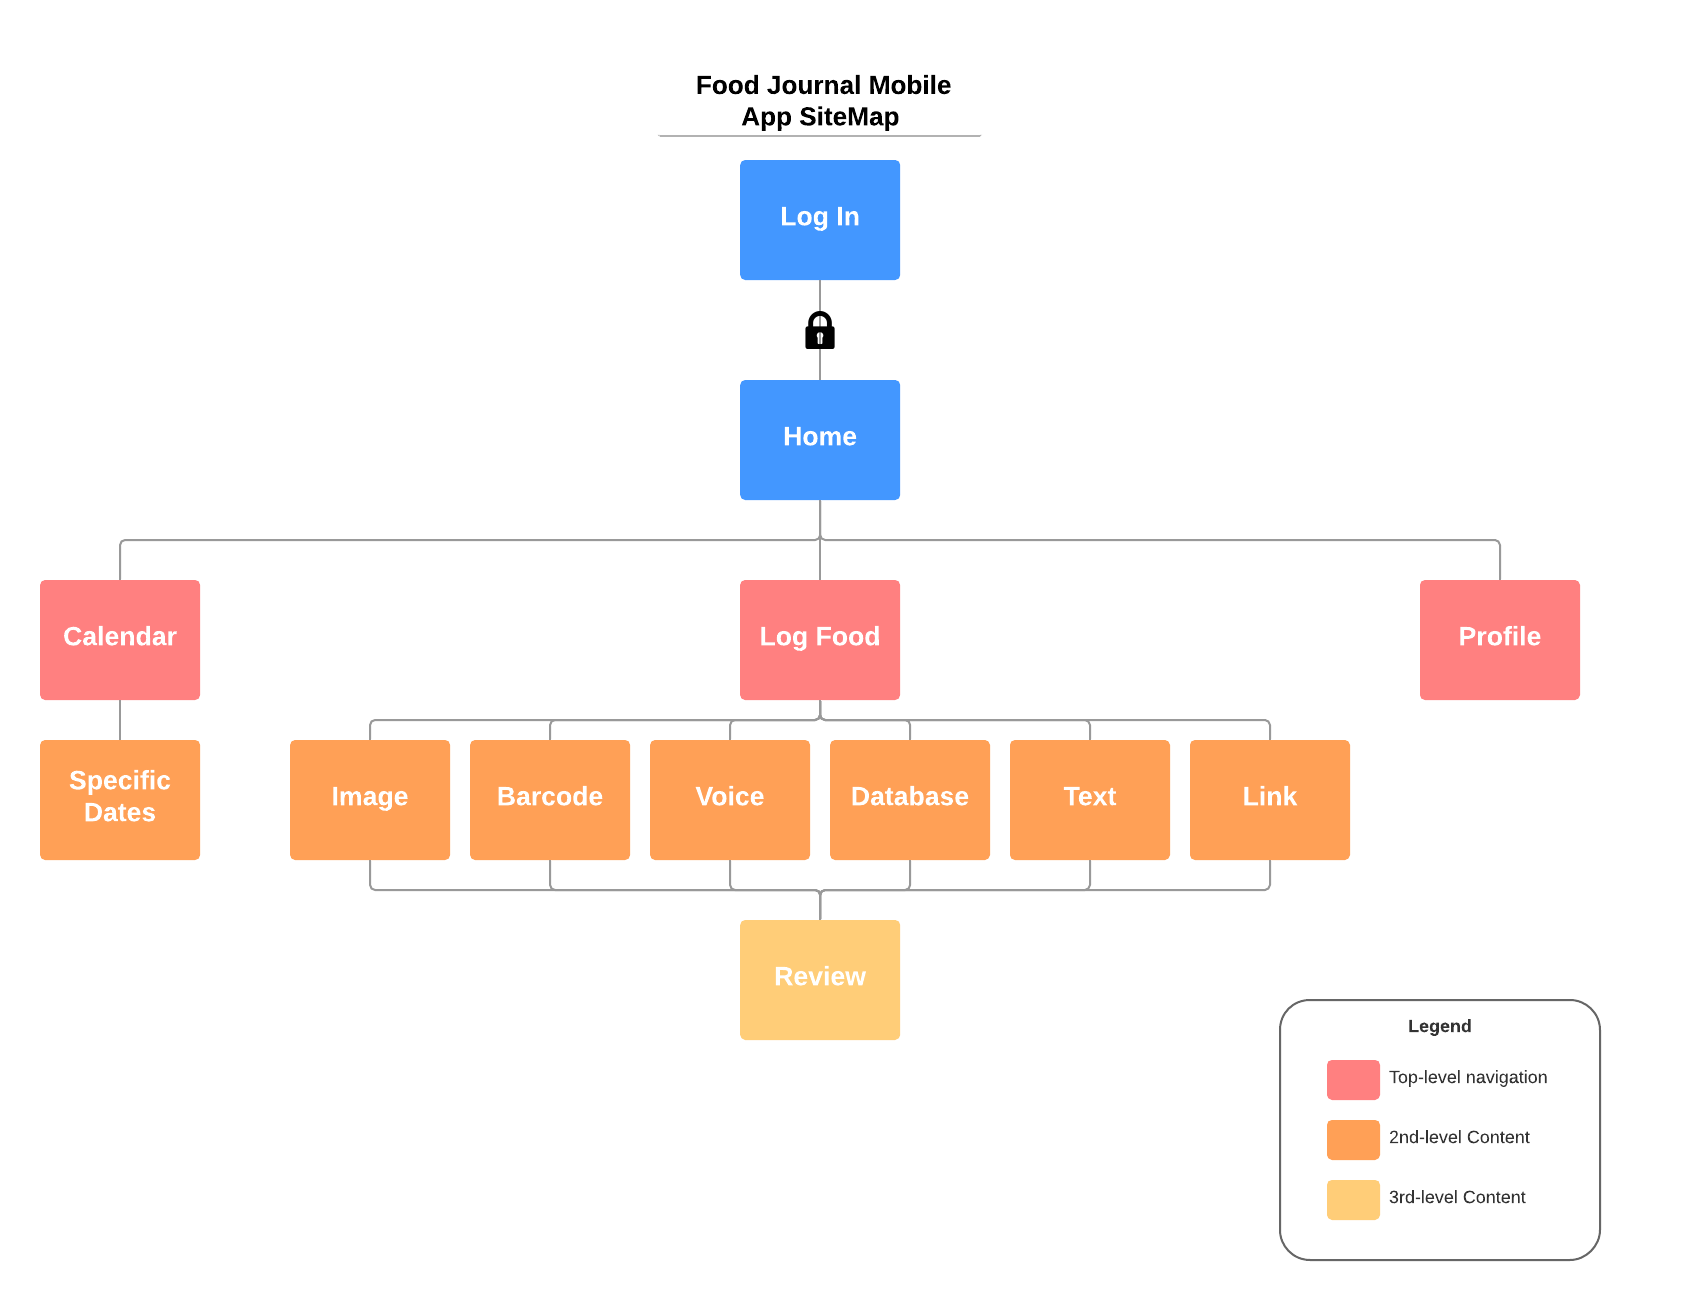 Food Journal Mobile
App SiteMap
Log In
Home
Calendar
Log Food
Profile
Specific
Dates
Image
Barcode
Voice
Database
Text
Link
Review
Legend
Top-level navigation
2nd-level Content
3rd-level Content